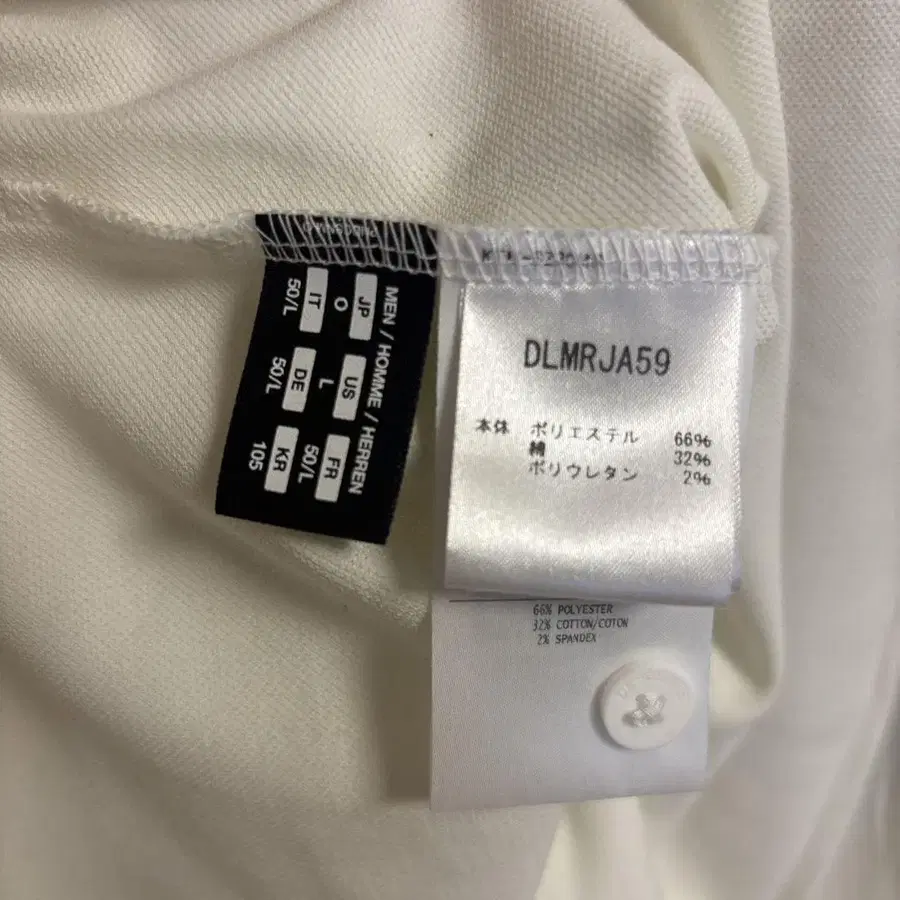 MEN / HOMME / HERREN
JP US FR
O L 50/L
IT DE KR
50/L 50/L 105
DLMRJA59
本体 ポリエステル 66%
綿 32%
ポリウレタン 2%
66% POLYESTER
32% COTTON/COTON
2% SPANDEX